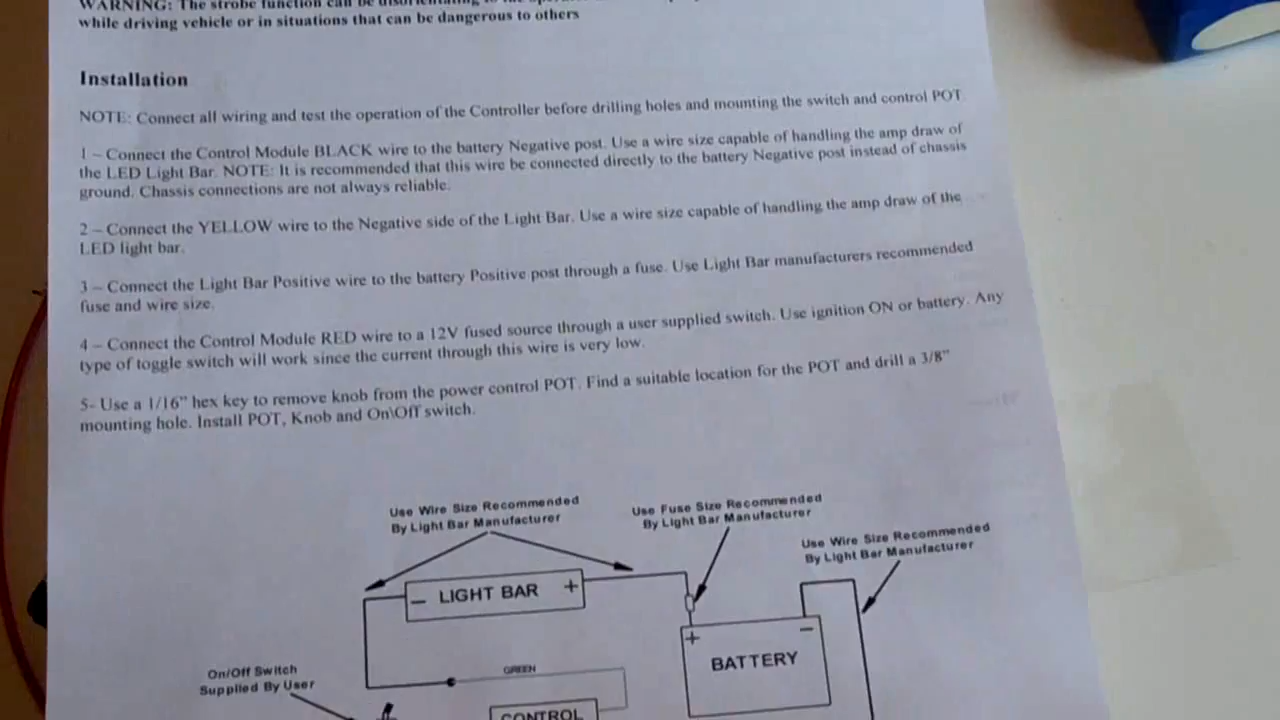 WARNING: The strobe function can be disorientating to the
while driving vehicle or in situations that can be dangerous to others
Installation
NOTE: Connect all wiring and test the operation of the Controller before drilling holes and mounting the switch and control POT
1 – Connect the Control Module BLACK wire to the battery Negative post. Use a wire size capable of handling the amp draw of
the LED Light Bar. NOTE: It is recommended that this wire be connected directly to the battery Negative post instead of chassis
ground. Chassis connections are not always reliable.
2 – Connect the YELLOW wire to the Negative side of the Light Bar. Use a wire size capable of handling the amp draw of the
LED light bar.
3 – Connect the Light Bar Positive wire to the battery Positive post through a fuse. Use Light Bar manufacturers recommended
fuse and wire size.
4 – Connect the Control Module RED wire to a 12V fused source through a user supplied switch. Use ignition ON or battery. Any
type of toggle switch will work since the current through this wire is very low.
5- Use a 1/16" hex key to remove knob from the power control POT. Find a suitable location for the POT and drill a 3/8"
mounting hole. Install POT, Knob and On\Off switch.
Use Wire Size Recommended
By Light Bar Manufacturer
Use Fuse Size Recommended
By Light Bar Manufacturer
Use Wire Size Recommended
By Light Bar Manufacturer
– LIGHT BAR +
+ –
BATTERY
GREEN
On/Off Switch
Supplied By User
CONTROL